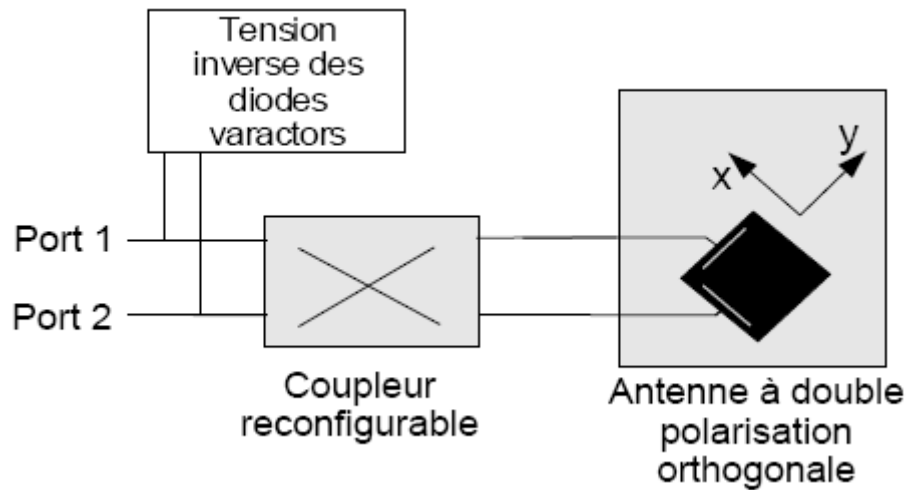 Tension
inverse des
diodes
varactors
Port 1
Port 2
x
y
Coupleur
reconfigurable
Antenne à double
polarisation
orthogonale